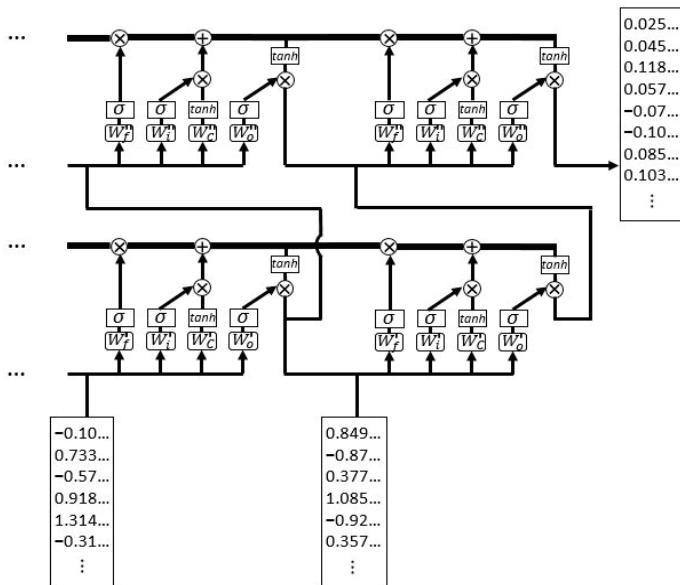 ... ⊗ ⊕ ⊗ ⊕ 0.025...
tanh tanh 0.045...
⊗ ⊗ ⊗ ⊗ 0.118...
0.057...
σ σ tanh σ σ σ tanh σ −0.07...
W''f W''i W''C W''o W''f W''i W''C W''o −0.10...
... 0.085...
0.103...
⋮
... ⊗ ⊕ ⊗ ⊕
tanh tanh
⊗ ⊗ ⊗ ⊗
σ σ tanh σ σ σ tanh σ
W'f W'i W'C W'o W'f W'i W'C W'o
...
−0.10... 0.849...
0.733... −0.87...
−0.57... 0.377...
0.918... 1.085...
1.314... −0.92...
−0.31... 0.357...
⋮ ⋮